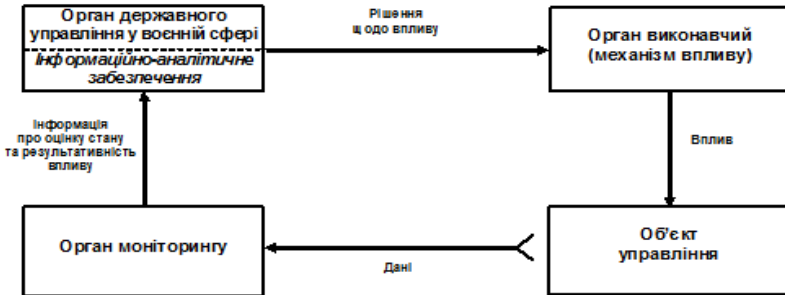 Орган державного
управління у воєнній сфері
Інформаційно-аналітичне
забезпечення
Рішення
щодо впливу
Орган виконавчий
(механізм впливу)
Інформація
про оцінку стану
та результативність
впливу
Вплив
Орган моніторингу
Дані
Об'єкт
управління